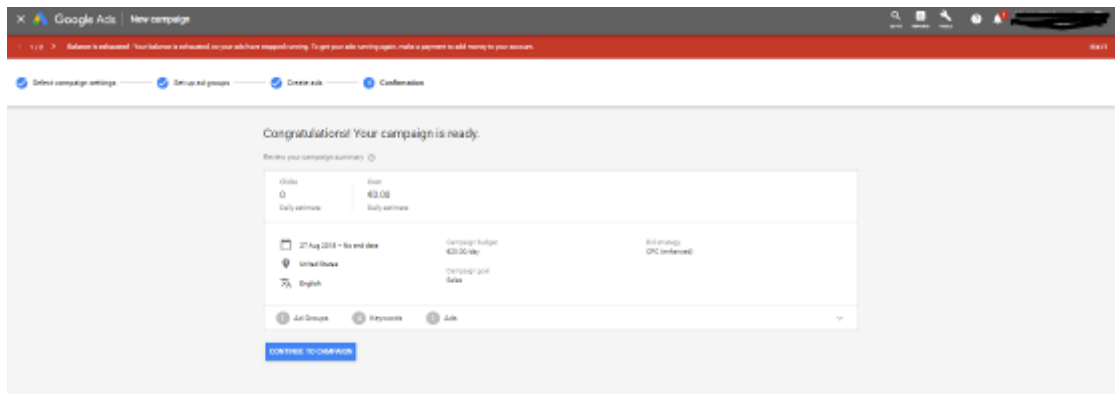 Google Ads New campaign
1 / 2 Balance is exhausted - Your balance is exhausted, so your ads have stopped running. To get your ads running again, make a payment to add money to your account.
Select campaign settings Set up ad groups Create ads Confirmation
Congratulations! Your campaign is ready.
Review your campaign summary
Clicks Cost
0 €0.00
Daily estimate Daily estimate
27 Aug 2018 – No end date
United States
English
Campaign budget
/day
Campaign goal
Sales
Bid strategy
CPC (enhanced)
Ad Groups Keywords Ads
CONTINUE TO CAMPAIGN